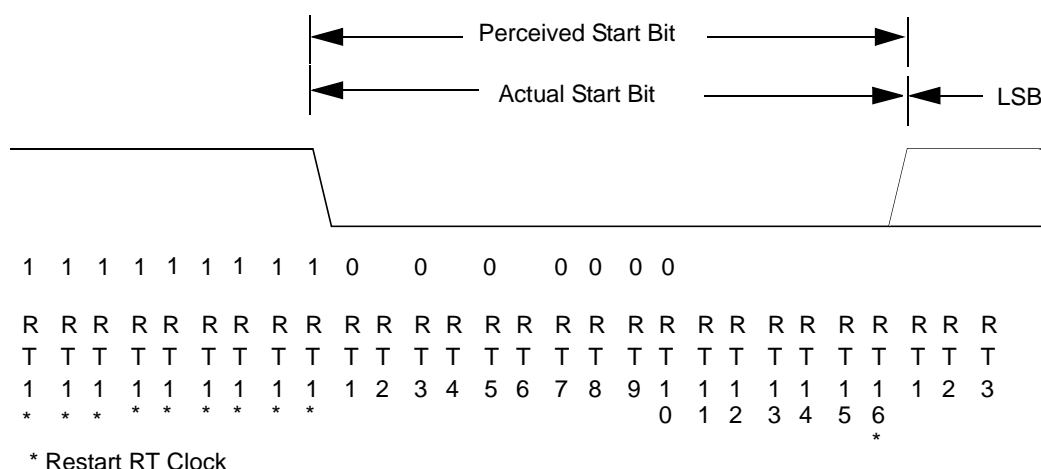 Perceived Start Bit
Actual Start Bit LSB
1 1 1 1 1 1 1 1 1 0 0 0 0 0 0 0
R R R R R R R R R R R R R R R R R R R R R R R R R R R R
T T T T T T T T T T T T T T T T T T T T T T T T T T T T
1 1 1 1 1 1 1 1 1 1 2 3 4 5 6 7 8 9 1 1 1 1 1 1 1 1 2 3
* * * * * * * * * 0 1 2 3 4 5 6
*
* Restart RT Clock